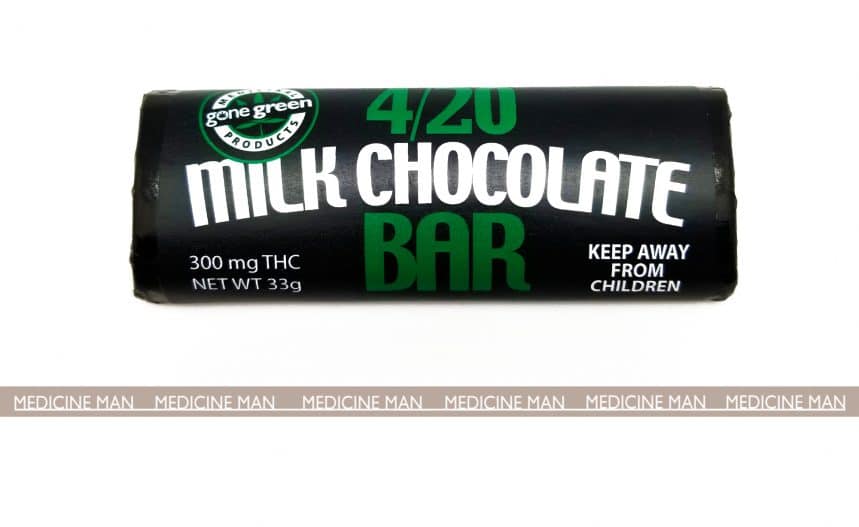 gone green
PRODUCTS
4/20
MILK CHOCOLATE
BAR
300 mg THC
NET WT 33g
KEEP AWAY
FROM
CHILDREN
MEDICINE MAN MEDICINE MAN MEDICINE MAN MEDICINE MAN MEDICINE MAN MEDICINE MAN